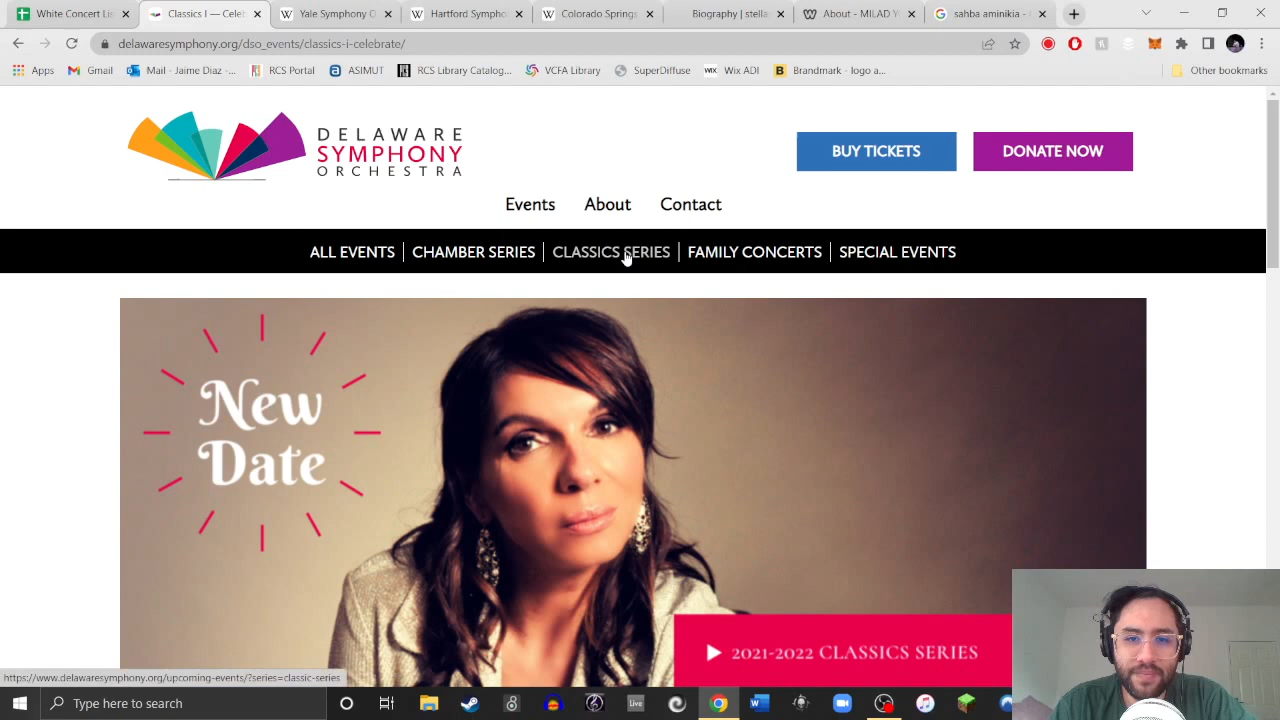 White Concert Lis
Classics I — Celeb
Yale Symphony O
Hartford Sympho
Colorado Springs
Biography | stella
About - MILAD YO
sahba aminikia -
delawaresymphony.org/dso_events/classics-i-celebrate/
Apps
Gmail
Mail - Jaime Diaz -...
RCS Portal
ASIMUT
RCS Library Catalog...
VCFA Library
SuperDiffuse
Wix ADI
Brandmark - logo a...
Other bookmarks
DELAWARE
SYMPHONY
ORCHESTRA
BUY TICKETS
DONATE NOW
Events
About
Contact
ALL EVENTS
CHAMBER SERIES
CLASSICS SERIES
FAMILY CONCERTS
SPECIAL EVENTS
New
Date
2021-2022 CLASSICS SERIES
https://www.delawaresymphony.org/upcoming-events/?series=classic-series
Type here to search
Live